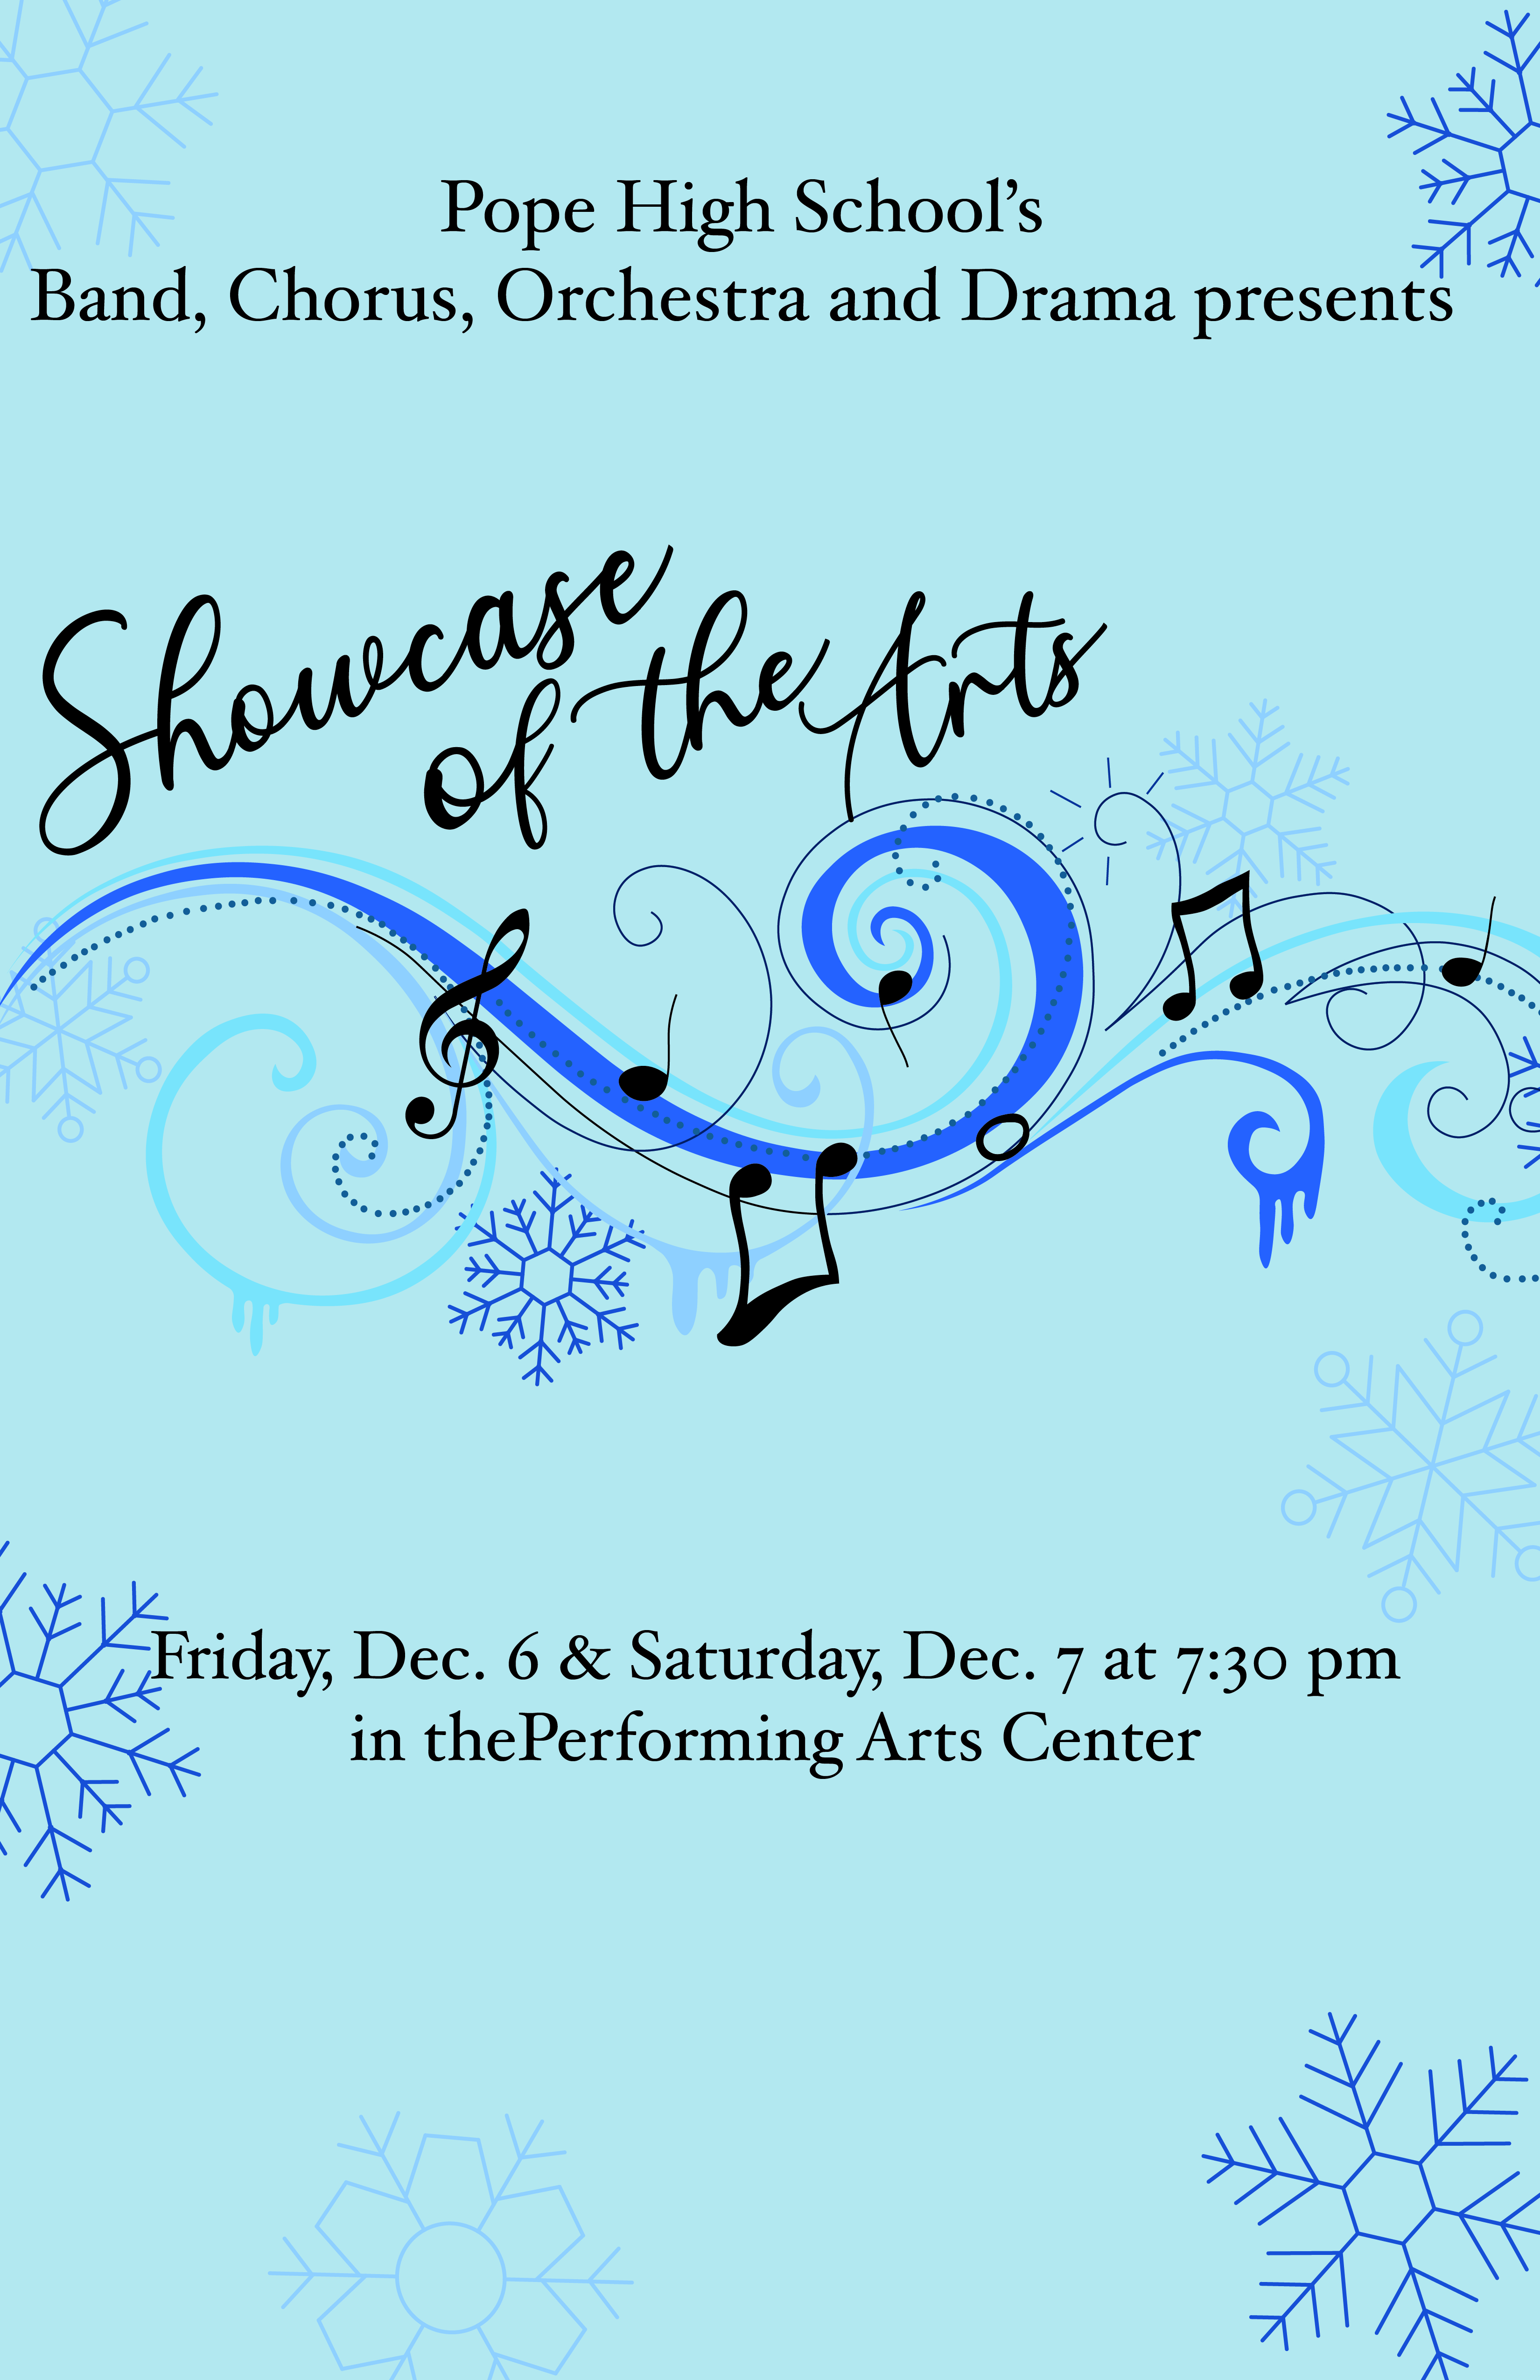 Pope High School’s
Band, Chorus, Orchestra and Drama presents
Showcase
of the Arts
Friday, Dec. 6 & Saturday, Dec. 7 at 7:30 pm
in thePerforming Arts Center